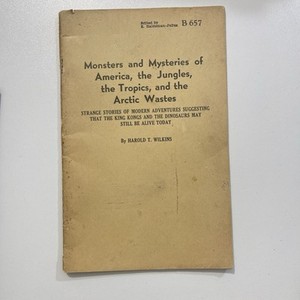 Edited by
E. Haldeman-Julius
B 657
Monsters and Mysteries of
America, the Jungles,
the Tropics, and the
Arctic Wastes
STRANGE STORIES OF MODERN ADVENTURES SUGGESTING
THAT THE KING KONGS AND THE DINOSAURS MAY
STILL BE ALIVE TODAY
By HAROLD T. WILKINS